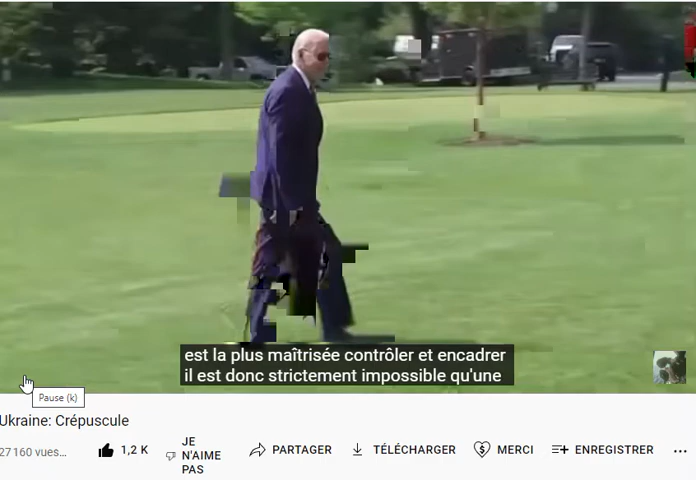 est la plus maîtrisée contrôler et encadrer
il est donc strictement impossible qu'une
Pause (k)
Ukraine: Crépuscule
27 160 vues...
1,2 K
JE
N'AIME
PAS
PARTAGER
TÉLÉCHARGER
MERCI
ENREGISTRER